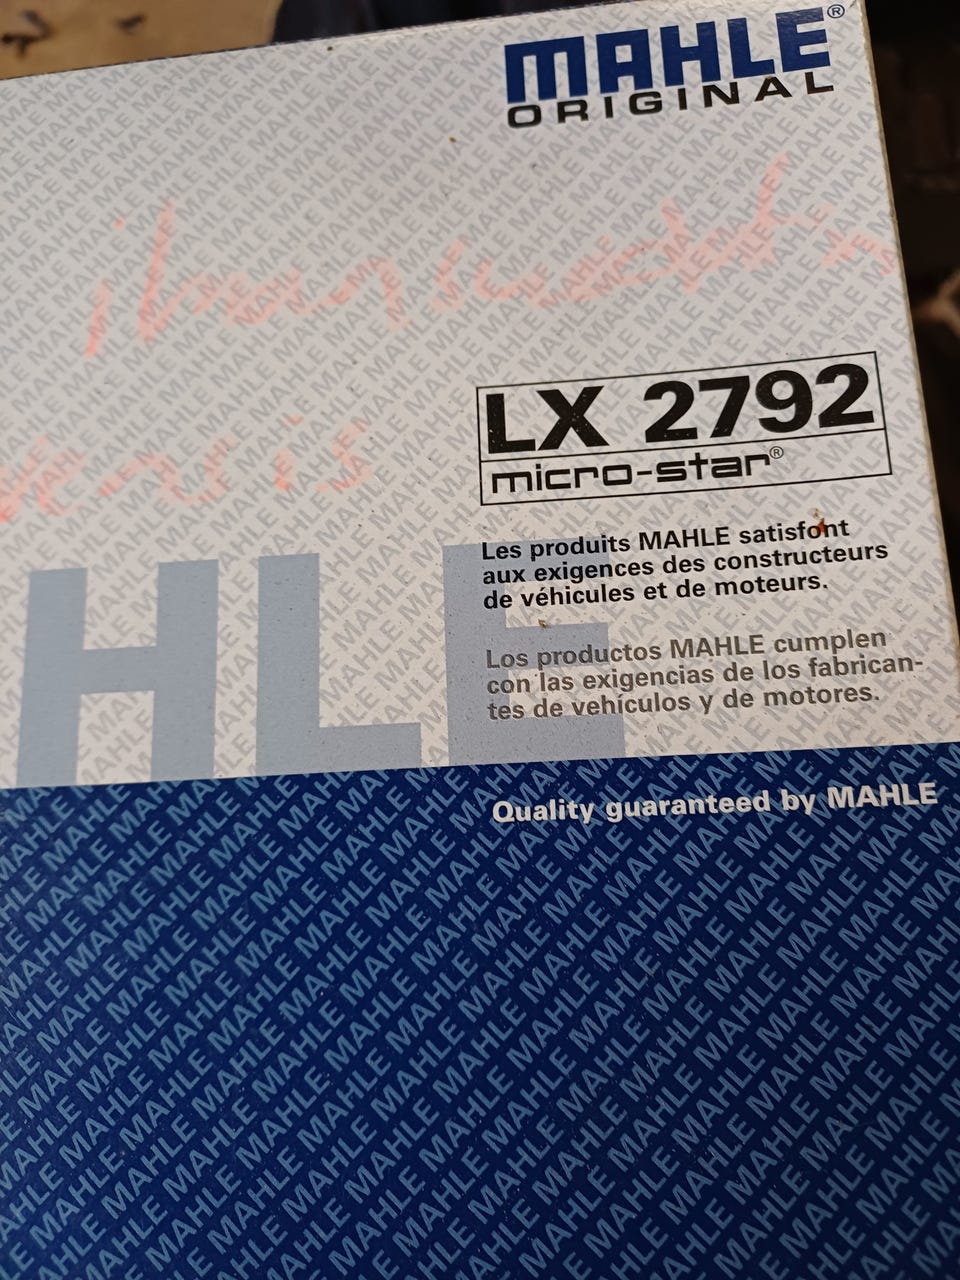 MAHLE®
ORIGINAL
LX 2792
micro-star®
Les produits MAHLE satisfont
aux exigences des constructeurs
de véhicules et de moteurs.
Los productos MAHLE cumplen
con las exigencias de los fabrican-
tes de vehículos y de motores.
HLE
Quality guaranteed by MAHLE